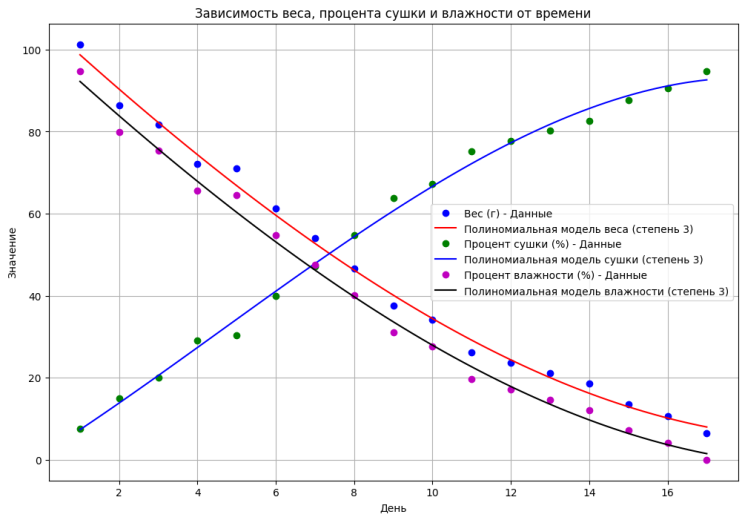 Зависимость веса, процента сушки и влажности от времени
100
80
60
40
20
0
Значение
Вес (г) - Данные
Полиномиальная модель веса (степень 3)
Процент сушки (%) - Данные
Полиномиальная модель сушки (степень 3)
Процент влажности (%) - Данные
Полиномиальная модель влажности (степень 3)
2 4 6 8 10 12 14 16
День